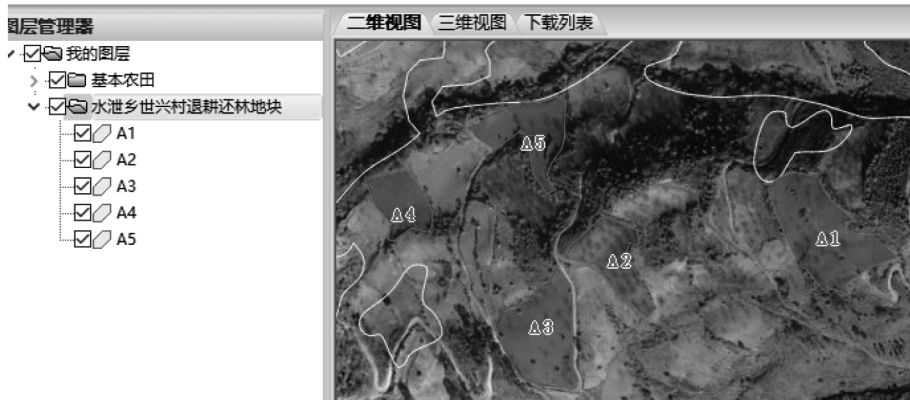 图层管理器
我的图层
基本农田
水泄乡世兴村退耕还林地块
A1
A2
A3
A4
A5
二维视图 三维视图 下载列表
A5
A4
A1
A2
A3